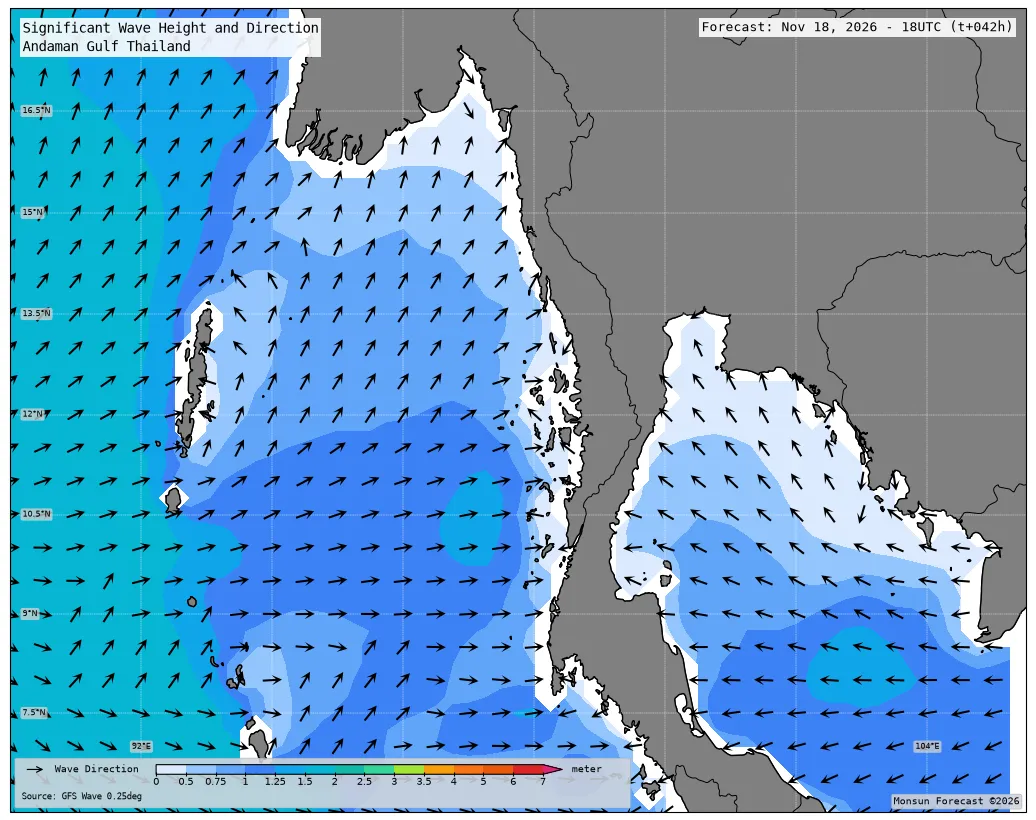 Significant Wave Height and Direction
Andaman Gulf Thailand
Forecast: Nov 18, 2026 - 18UTC (t+042h)
16.5°N
15°N
13.5°N
12°N
10.5°N
9°N
7.5°N
92°E
104°E
Wave Direction
0.5 0.75 1 1.25 1.5 2 2.5 3 3.5 4 5 6 7 meter
Source: GFS Wave 0.25deg
Monsun Forecast ©2026